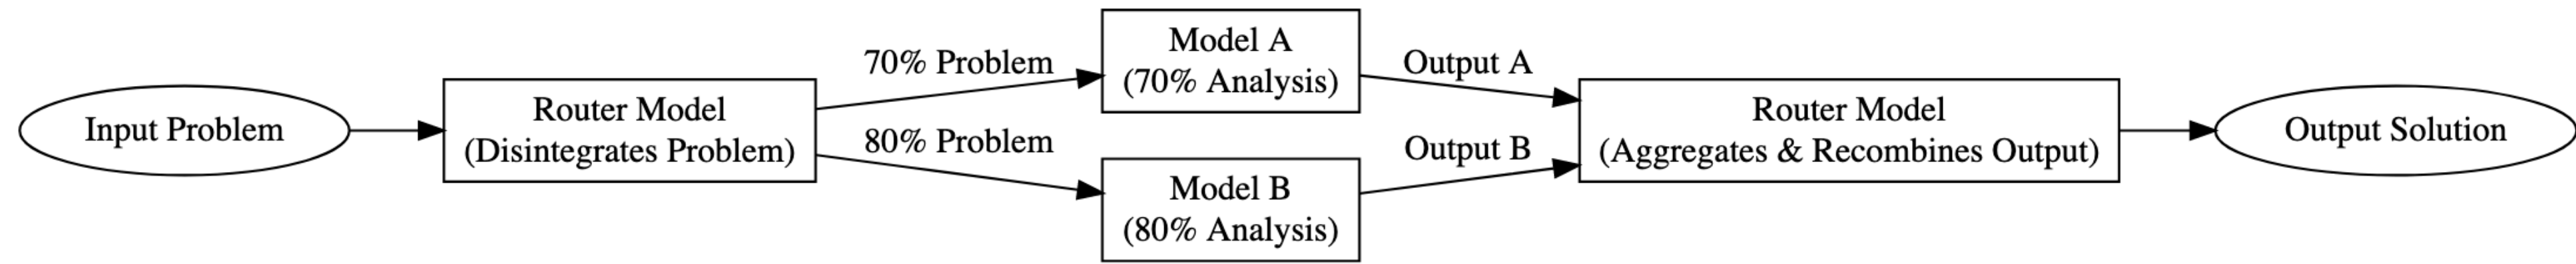 Input Problem
Router Model
(Disintegrates Problem)
70% Problem
80% Problem
Model A
(70% Analysis)
Model B
(80% Analysis)
Output A
Output B
Router Model
(Aggregates & Recombines Output)
Output Solution